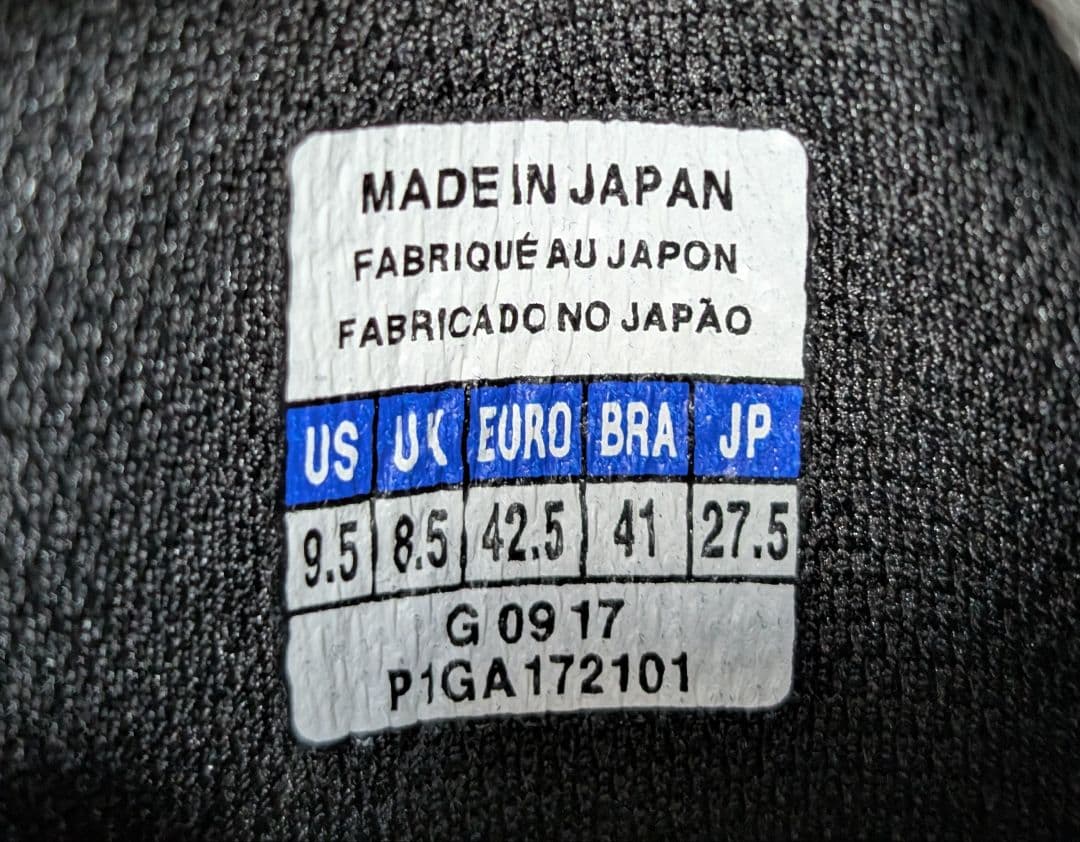 MADE IN JAPAN
FABRIQUÉ AU JAPON
FABRICADO NO JAPÃO
US UK EURO BRA JP
9.5 8.5 42.5 41 27.5
G 09 17
P1GA172101